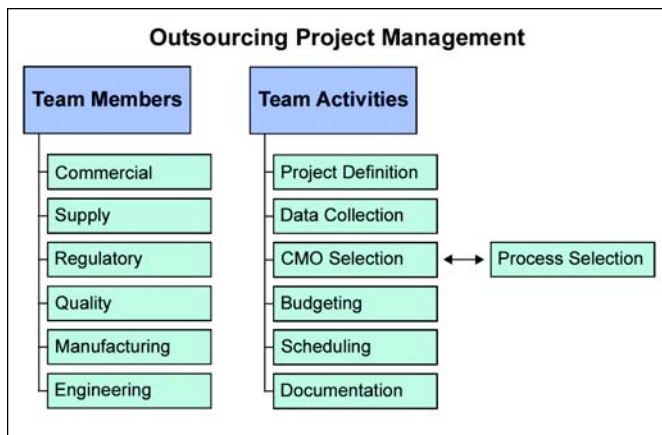 Outsourcing Project Management
Team Members
Commercial
Supply
Regulatory
Quality
Manufacturing
Engineering
Team Activities
Project Definition
Data Collection
CMO Selection
Process Selection
Budgeting
Scheduling
Documentation